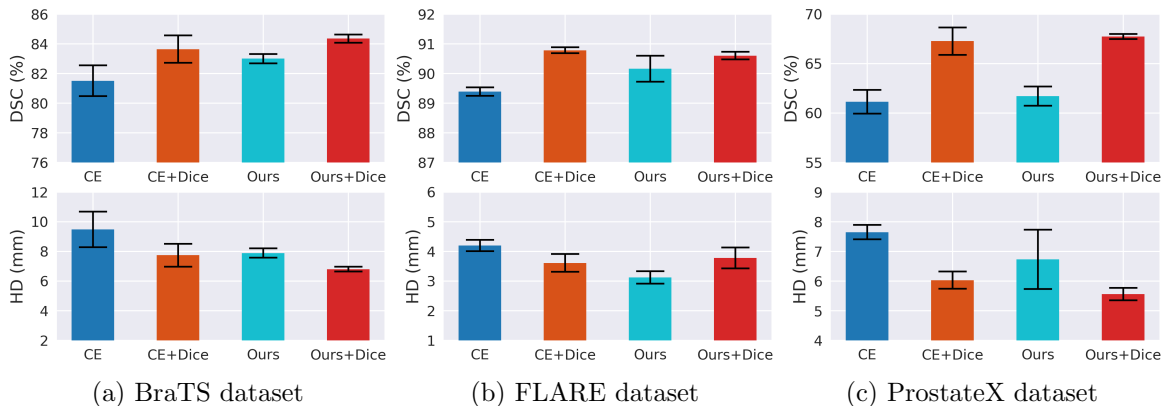 86
84
82
80
78
76
DSC (%)
CE
CE+Dice
Ours
Ours+Dice
92
91
90
89
88
87
DSC (%)
CE
CE+Dice
Ours
Ours+Dice
70
65
60
55
DSC (%)
CE
CE+Dice
Ours
Ours+Dice
12
10
8
6
4
2
HD (mm)
CE
CE+Dice
Ours
Ours+Dice
6
5
4
3
2
1
HD (mm)
CE
CE+Dice
Ours
Ours+Dice
9
8
7
6
5
4
HD (mm)
CE
CE+Dice
Ours
Ours+Dice
(a) BraTS dataset
(b) FLARE dataset
(c) ProstateX dataset